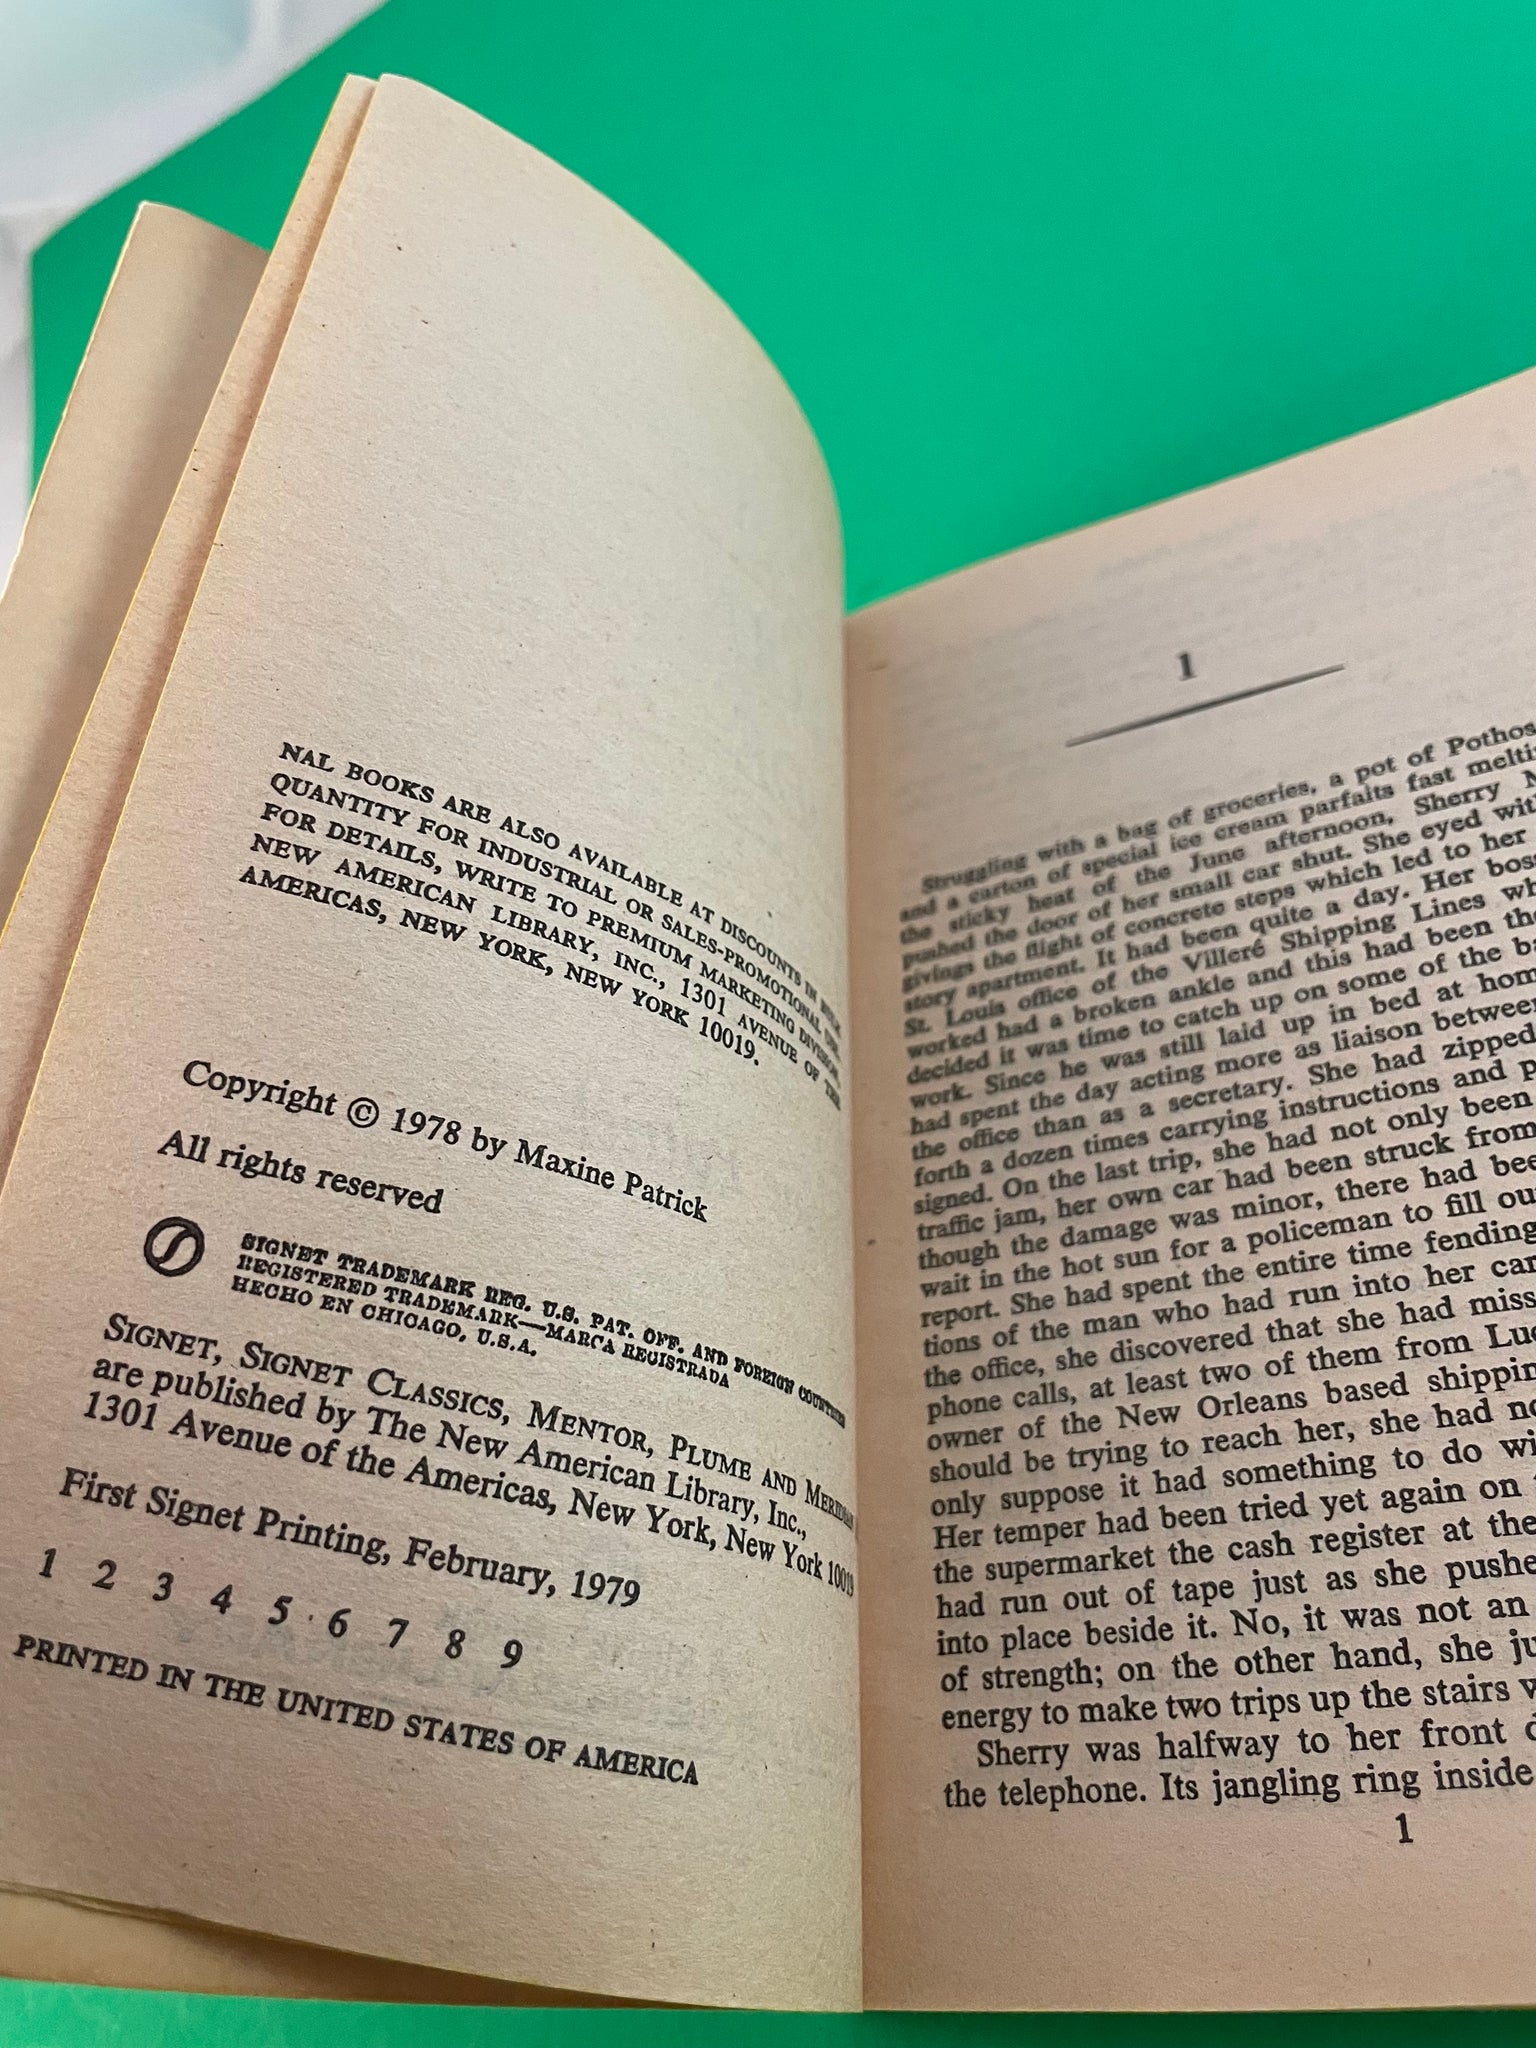 NAL BOOKS ARE ALSO AVAILABLE AT DISCOUNTS IN BULK
QUANTITY FOR INDUSTRIAL OR SALES-PROMOTIONAL USE.
FOR DETAILS, WRITE TO PREMIUM MARKETING DIVISION,
NEW AMERICAN LIBRARY, INC., 1301 AVENUE OF THE
AMERICAS, NEW YORK, NEW YORK 10019.
Copyright © 1978 by Maxine Patrick
All rights reserved
SIGNET TRADEMARK REG. U.S. PAT. OFF. AND FOREIGN COUNTRIES
REGISTERED TRADEMARK—MARCA REGISTRADA
HECHO EN CHICAGO, U.S.A.
SIGNET, SIGNET CLASSICS, MENTOR, PLUME AND MERIDIAN
are published by The New American Library, Inc.,
1301 Avenue of the Americas, New York, New York 10019
First Signet Printing, February, 1979
1 2 3 4 5 6 7 8 9
PRINTED IN THE UNITED STATES OF AMERICA
1
Struggling with a bag of groceries, a pot of Pothos
and a carton of special ice cream parfaits fast
the sticky heat of the June afternoon, Sherry
pushed the door of her small car shut. She eyed
givings the flight of concrete steps which led to her
story apartment. It had been quite a day. Her
St. Louis office of the Villeré Shipping Lines
worked had a broken ankle and this had been
decided it was time to catch up on some of the
work. Since he was still laid up in bed at
had spent the day acting more as liaison between
the office than as a secretary. She had zipped
forth a dozen times carrying instructions and
signed. On the last trip, she had not only been
traffic jam, her own car had been struck from
though the damage was minor, there had
wait in the hot sun for a policeman to fill
report. She had spent the entire time fending
tions of the man who had run into her car
the office, she discovered that she had
phone calls, at least two of them from
owner of the New Orleans based
should be trying to reach her, she had
only suppose it had something to do
Her temper had been tried yet again on
the supermarket the cash register at the
had run out of tape just as she
into place beside it. No, it was not an
of strength; on the other hand, she
energy to make two trips up the stairs
Sherry was halfway to her front
the telephone. Its jangling ring inside
1